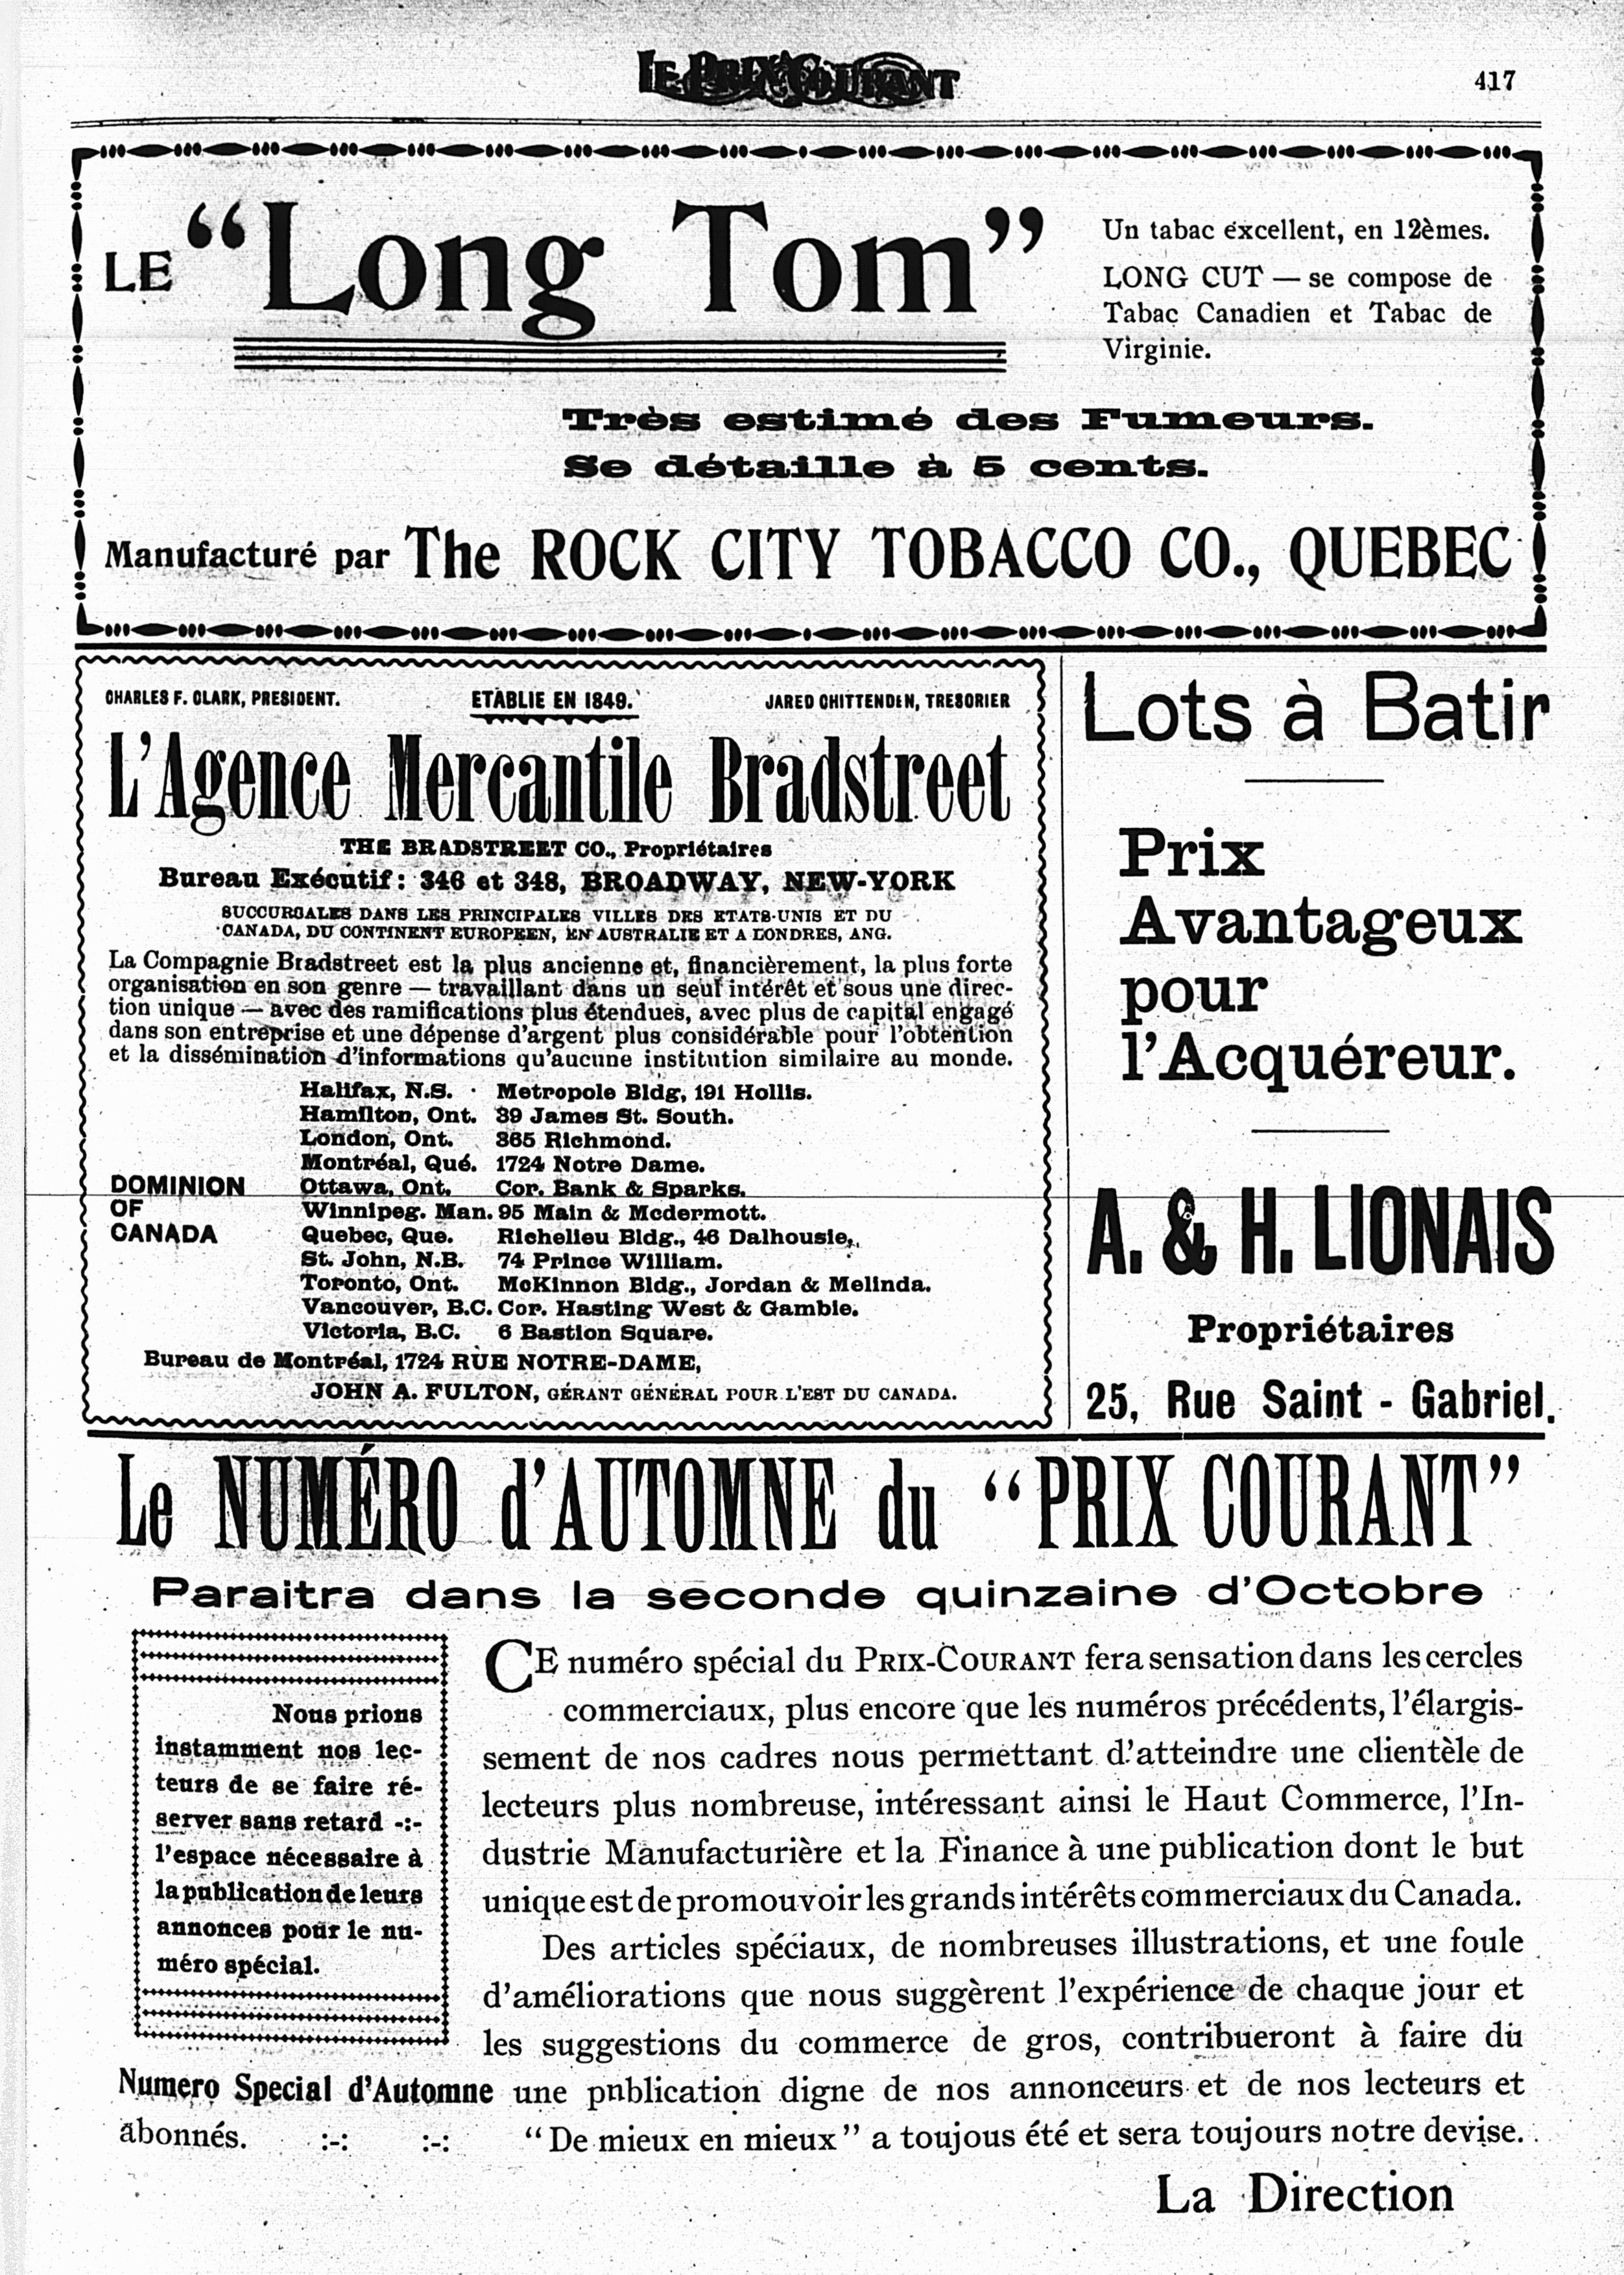 LE PRIX COURANT
417
LE “Long Tom”
Un tabac excellent, en 12èmes.
LONG CUT — se compose de
Tabac Canadien et Tabac de
Virginie.
Très estimé des Fumeurs.
Se détaille à 5 cents.
Manufacturé par The ROCK CITY TOBACCO CO., QUEBEC
CHARLES F. CLARK, PRESIDENT. ETABLIE EN 1849. JARED CHITTENDEN, TRESORIER
L'Agence Mercantile Bradstreet
THE BRADSTREET CO., Propriétaires
Bureau Exécutif: 346 et 348, BROADWAY, NEW-YORK
SUCCURSALES DANS LES PRINCIPALES VILLES DES ETATS-UNIS ET DU
CANADA, DU CONTINENT EUROPEEN, EN AUSTRALIE ET A LONDRES, ANG.
La Compagnie Bradstreet est la plus ancienne et, financièrement, la plus forte
organisation en son genre — travaillant dans un seul intérêt et sous une direc-
tion unique — avec des ramifications plus étendues, avec plus de capital engagé
dans son entreprise et une dépense d'argent plus considérable pour l'obtention
et la dissémination d'informations qu'aucune institution similaire au monde.
DOMINION
OF
CANADA
Halifax, N.S. Metropole Bldg, 191 Hollis.
Hamilton, Ont. 39 James St. South.
London, Ont. 365 Richmond.
Montréal, Qué. 1724 Notre Dame.
Ottawa, Ont. Cor. Bank & Sparks.
Winnipeg. Man. 95 Main & Mcdermott.
Quebec, Que. Richelieu Bldg., 46 Dalhousie,
St. John, N.B. 74 Prince William.
Toronto, Ont. McKinnon Bldg., Jordan & Melinda.
Vancouver, B.C. Cor. Hasting West & Gambie.
Victoria, B.C. 6 Bastion Square.
Bureau de Montréal, 1724 RUE NOTRE-DAME,
JOHN A. FULTON, GÉRANT GÉNÉRAL POUR L'EST DU CANADA.
Lots à Batir
Prix
Avantageux
pour
l'Acquéreur.
A. & H. LIONAIS
Propriétaires
25, Rue Saint - Gabriel.
Le NUMÉRO d'AUTOMNE du “PRIX COURANT”
Paraitra dans la seconde quinzaine d'Octobre
Nous prions
instamment nos lec-
teurs de se faire ré-
server sans retard -:-
l'espace nécessaire à
la publication de leurs
annonces pour le nu-
méro spécial.
CE numéro spécial du PRIX-COURANT fera sensation dans les cercles
commerciaux, plus encore que les numéros précédents, l'élargis-
sement de nos cadres nous permettant d'atteindre une clientèle de
lecteurs plus nombreuse, intéressant ainsi le Haut Commerce, l'In-
dustrie Manufacturière et la Finance à une publication dont le but
unique est de promouvoir les grands intérêts commerciaux du Canada.
Des articles spéciaux, de nombreuses illustrations, et une foule
d'améliorations que nous suggèrent l'expérience de chaque jour et
les suggestions du commerce de gros, contribueront à faire du
Numero Special d'Automne une pnblication digne de nos annonceurs et de nos lecteurs et
abonnés. :-: :-: “De mieux en mieux” a toujous été et sera toujours notre devise.
La Direction